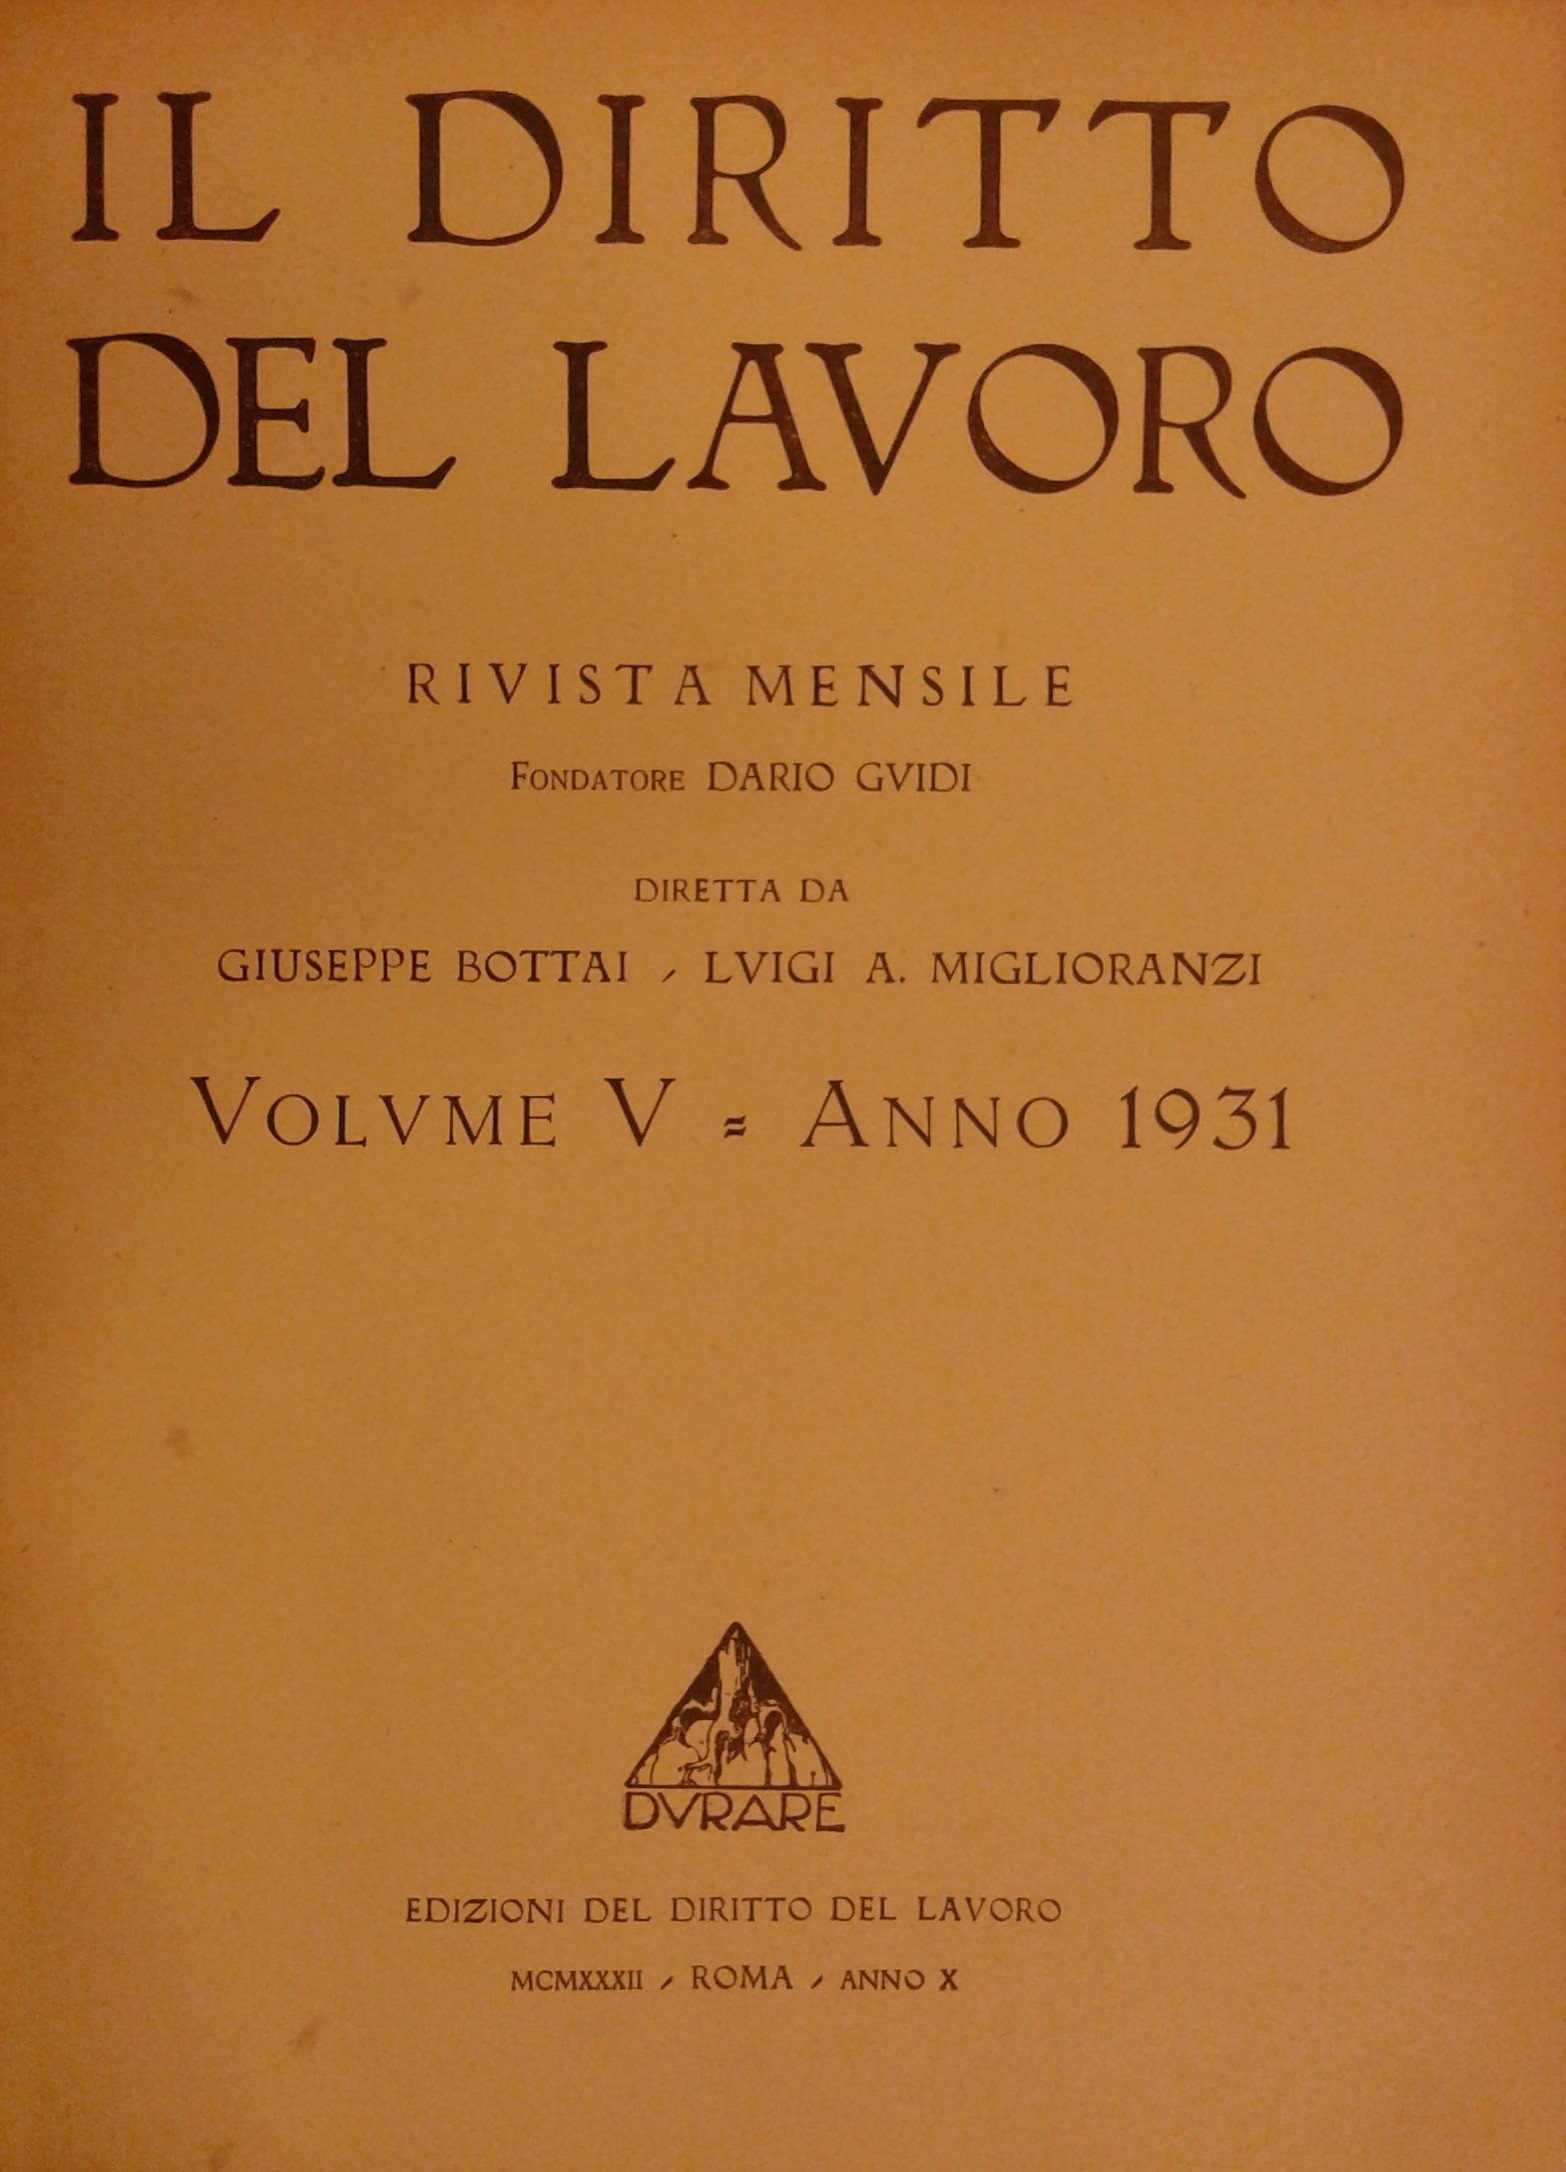 IL DIRITTO
DEL LAVORO
RIVISTA MENSILE
FONDATORE DARIO GVIDI
DIRETTA DA
GIUSEPPE BOTTAI / LVIGI A. MIGLIORANZI
VOLVME V = ANNO 1931
DVRARE
EDIZIONI DEL DIRITTO DEL LAVORO
MCMXXXII / ROMA / ANNO X